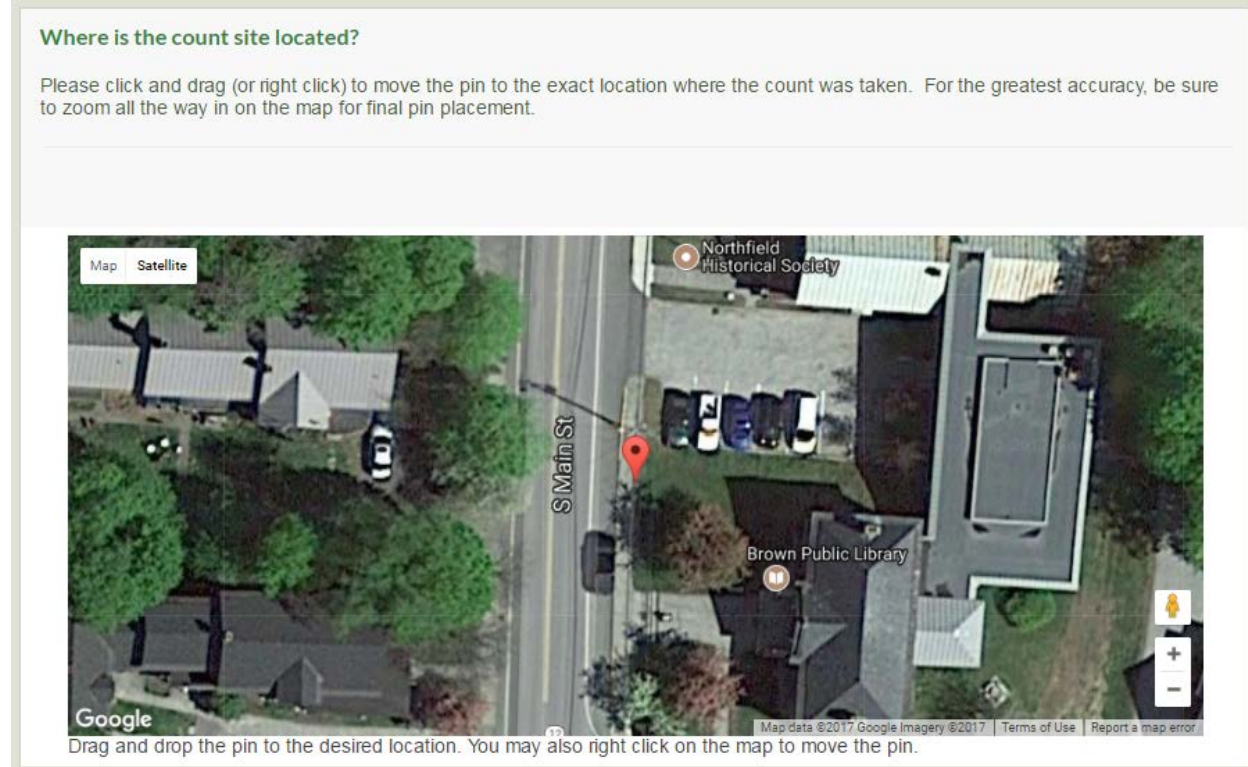 Where is the count site located?
Please click and drag (or right click) to move the pin to the exact location where the count was taken.  For the greatest accuracy, be sure
to zoom all the way in on the map for final pin placement.
Map Satellite
Northfield
Historical Society
S Main St
Brown Public Library
12
+
−
Google
Map data ©2017 Google Imagery ©2017 Terms of Use Report a map error
Drag and drop the pin to the desired location. You may also right click on the map to move the pin.